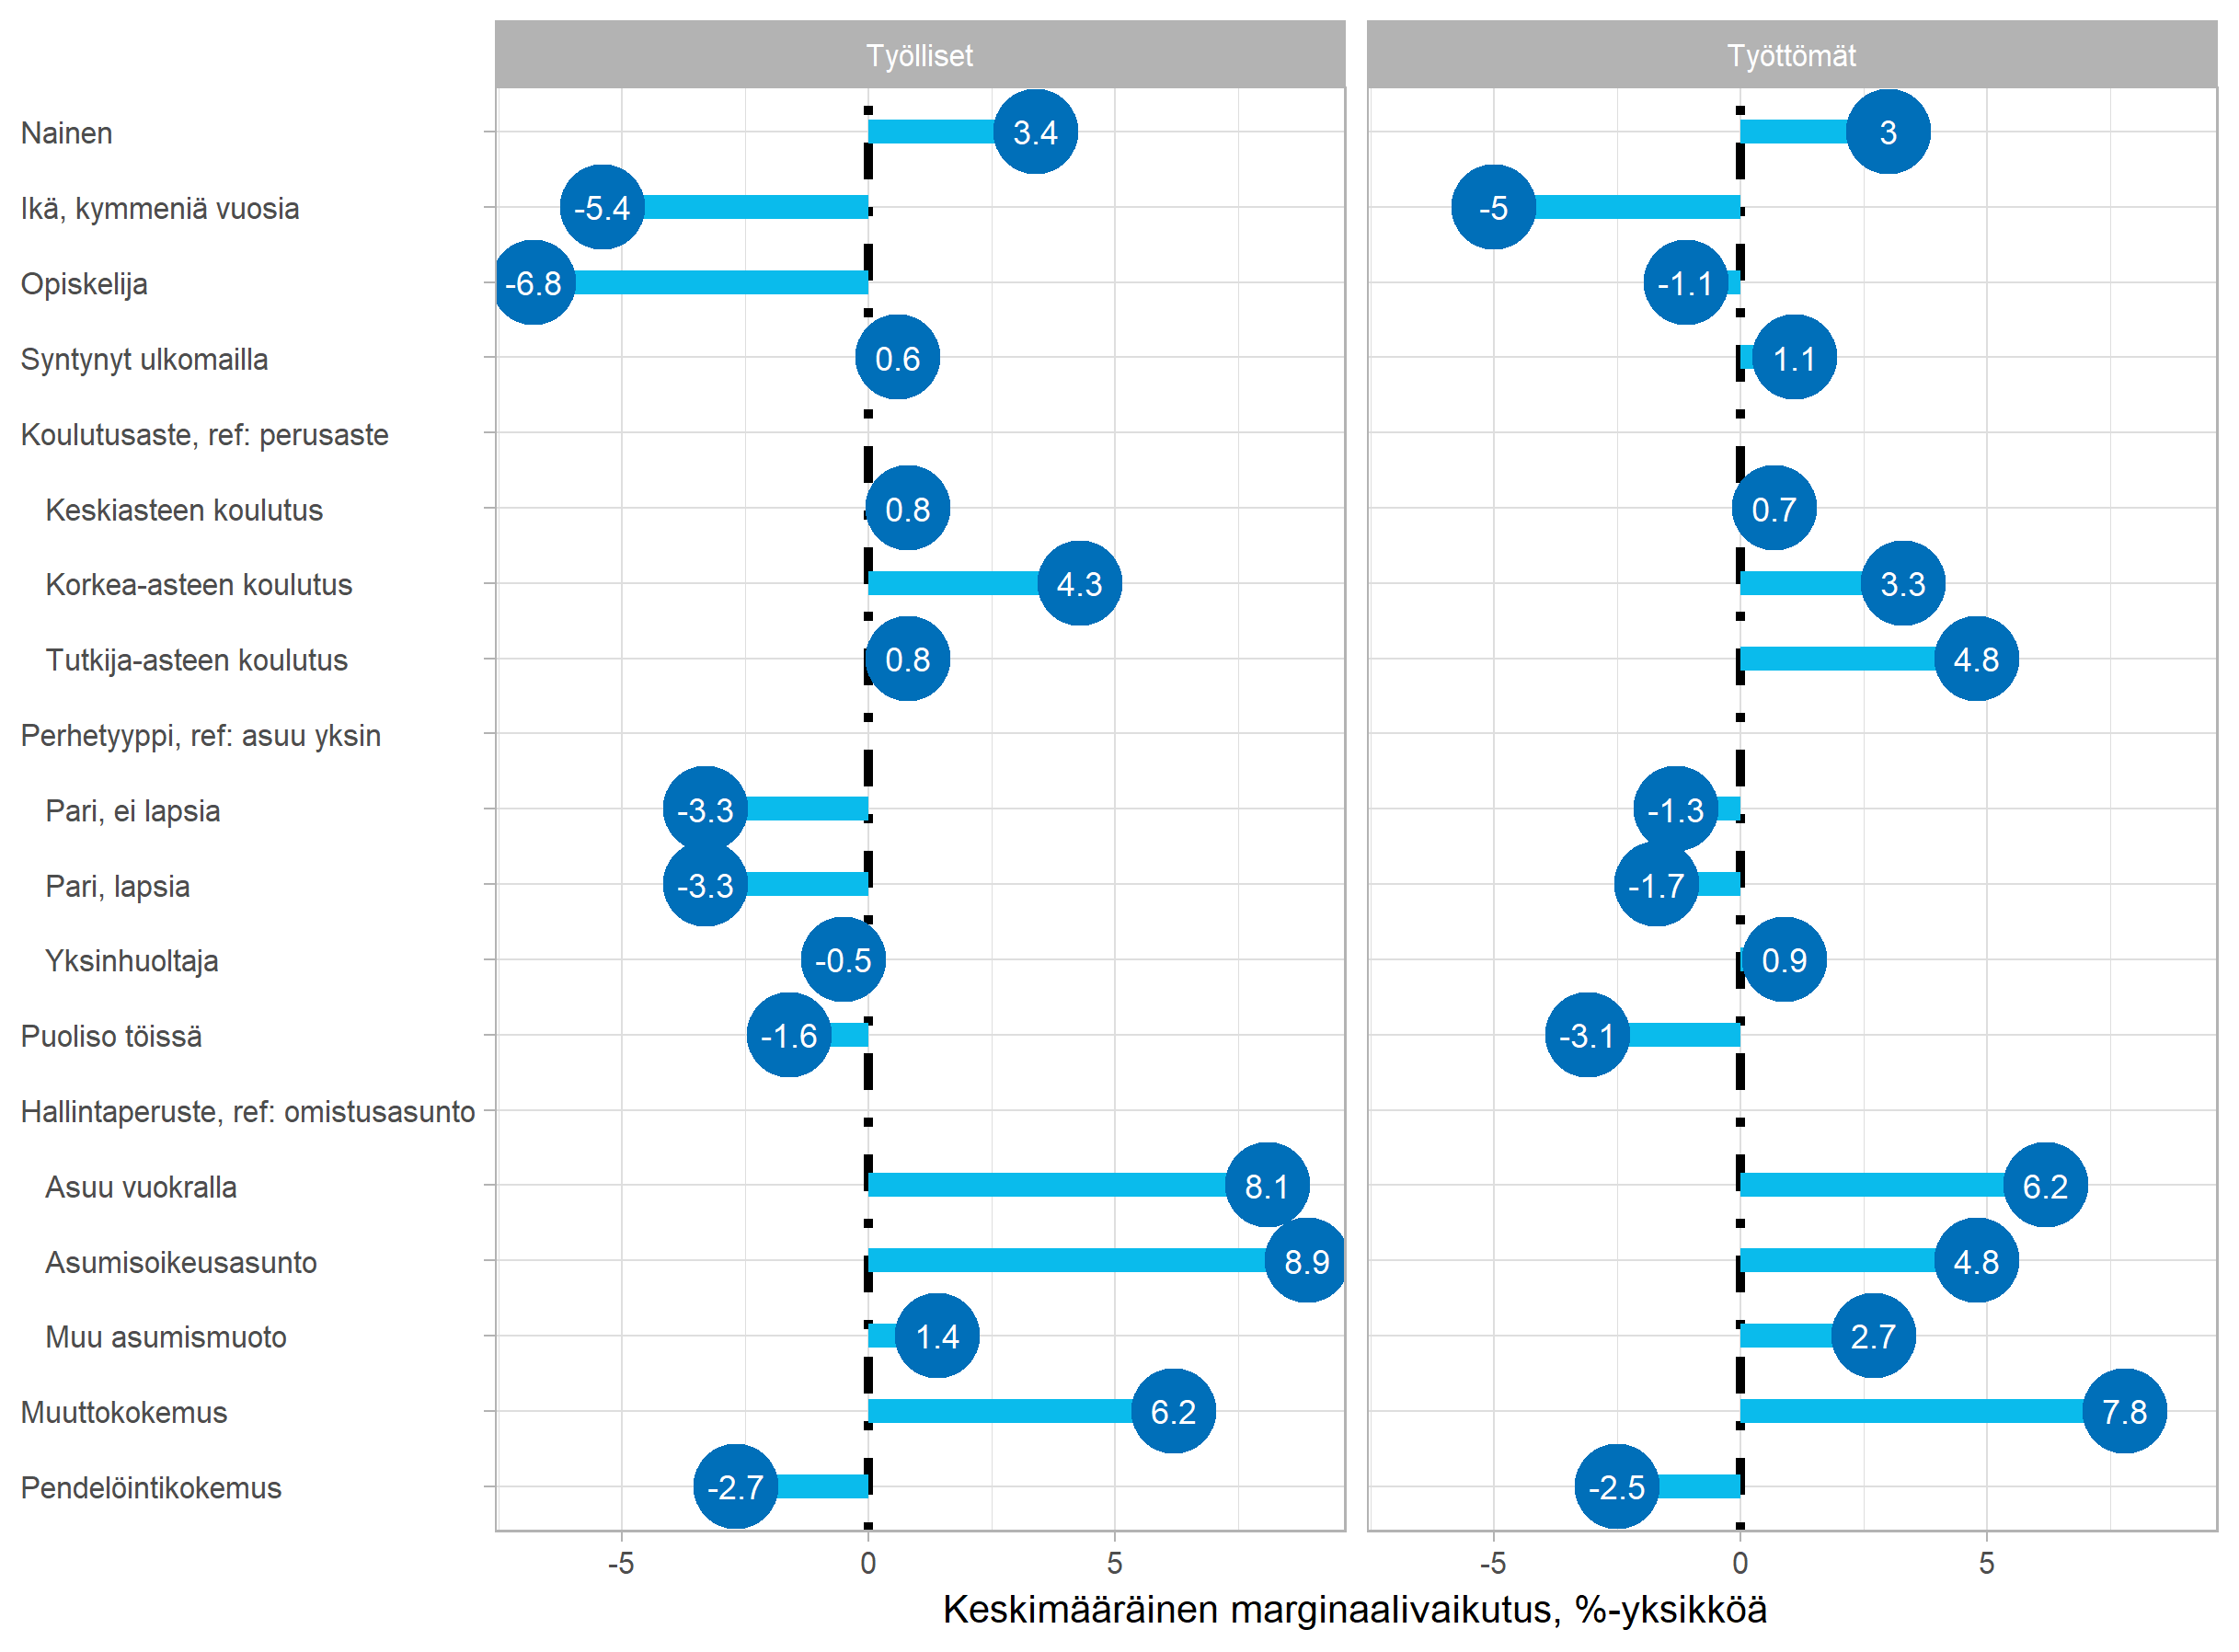 Työlliset Työttömät
Nainen 3.4 3
Ikä, kymmeniä vuosia -5.4 -5
Opiskelija -6.8 -1.1
Syntynyt ulkomailla 0.6 1.1
Koulutusaste, ref: perusaste
Keskiasteen koulutus 0.8 0.7
Korkea-asteen koulutus 4.3 3.3
Tutkija-asteen koulutus 0.8 4.8
Perhetyyppi, ref: asuu yksin
Pari, ei lapsia -3.3 -1.3
Pari, lapsia -3.3 -1.7
Yksinhuoltaja -0.5 0.9
Puoliso töissä -1.6 -3.1
Hallintaperuste, ref: omistusasunto
Asuu vuokralla 8.1 6.2
Asumisoikeusasunto 8.9 4.8
Muu asumismuoto 1.4 2.7
Muuttokokemus 6.2 7.8
Pendelöintikokemus -2.7 -2.5
-5 0 5 -5 0 5
Keskimääräinen marginaalivaikutus, %-yksikköä